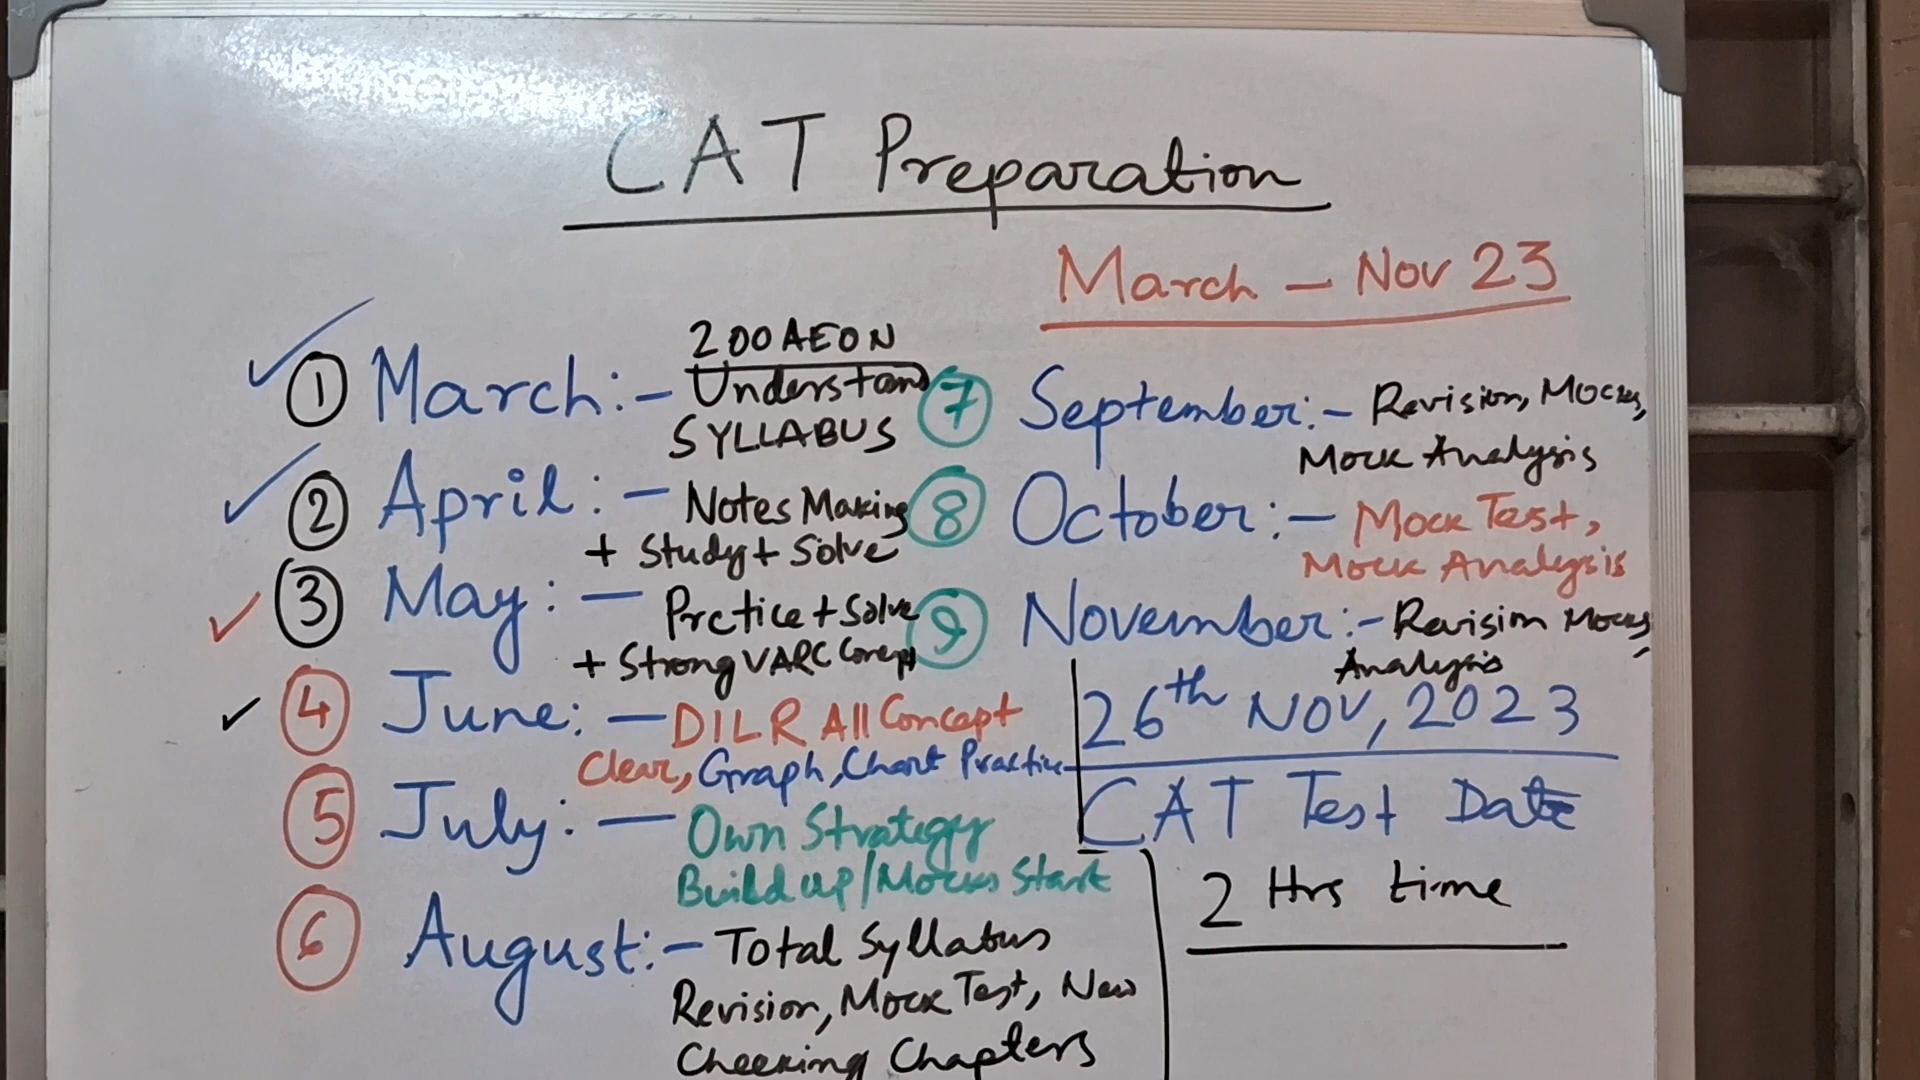 CAT Preparation
March - Nov 23
200 AEON
① March:- Understand
SYLLABUS
② April:- Notes Making
+ Study + Solve
③ May:- Prctice + Solve
+ Strong VARC Concept
④ June:- DILR All Concept
Clear, Graph, Chart Practice
⑤ July:- Own Strategy
Build up/Mocks Start
⑥ August:- Total Syllabus
Revision, Mock Test, New
Checking Chapters
⑦ September:- Revision, Mocks,
Mock Analysis
⑧ October:- Mock Test,
Mock Analysis
⑨ November:- Revision Mocks,
Analysis
26th NOV, 2023
CAT Test Date
2 Hrs time